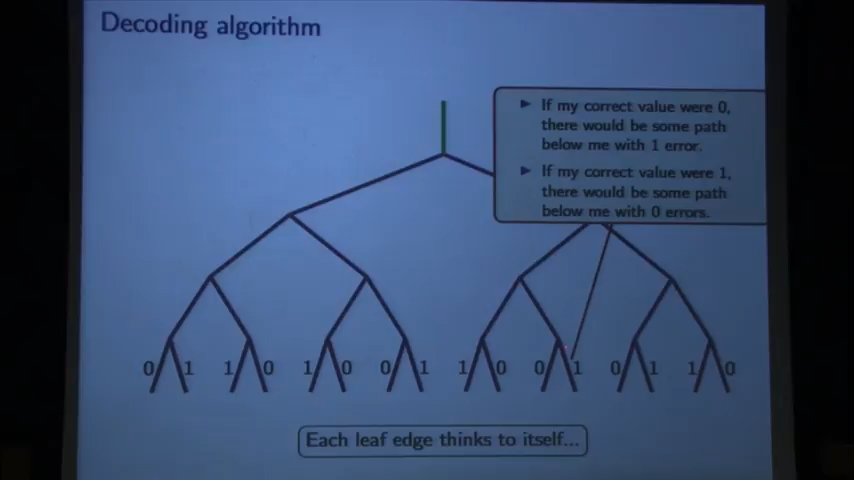 Decoding algorithm
▶ If my correct value were 0,
there would be some path
below me with 1 error.
▶ If my correct value were 1,
there would be some path
below me with 0 errors.
0 1 1 0 1 0 0 1 1 0 0 1 0 1 1 0
Each leaf edge thinks to itself...